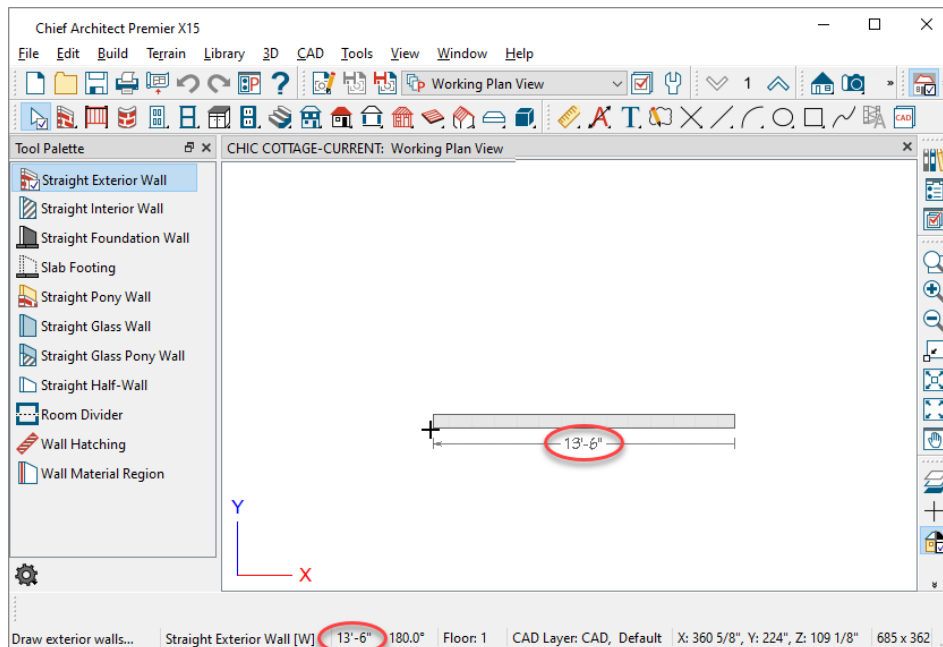 Chief Architect Premier X15
File Edit Build Terrain Library 3D CAD Tools View Window Help
P Working Plan View 1 »
T CAD
Tool Palette
CHIC COTTAGE-CURRENT: Working Plan View
Straight Exterior Wall
Straight Interior Wall
Straight Foundation Wall
Slab Footing
Straight Pony Wall
Straight Glass Wall
Straight Glass Pony Wall
Straight Half-Wall
Room Divider
Wall Hatching
Wall Material Region
13'-6"
Y
X
Draw exterior walls... Straight Exterior Wall [W] 13'-6" 180.0° Floor: 1 CAD Layer: CAD, Default X: 360 5/8", Y: 224", Z: 109 1/8" 685 x 362